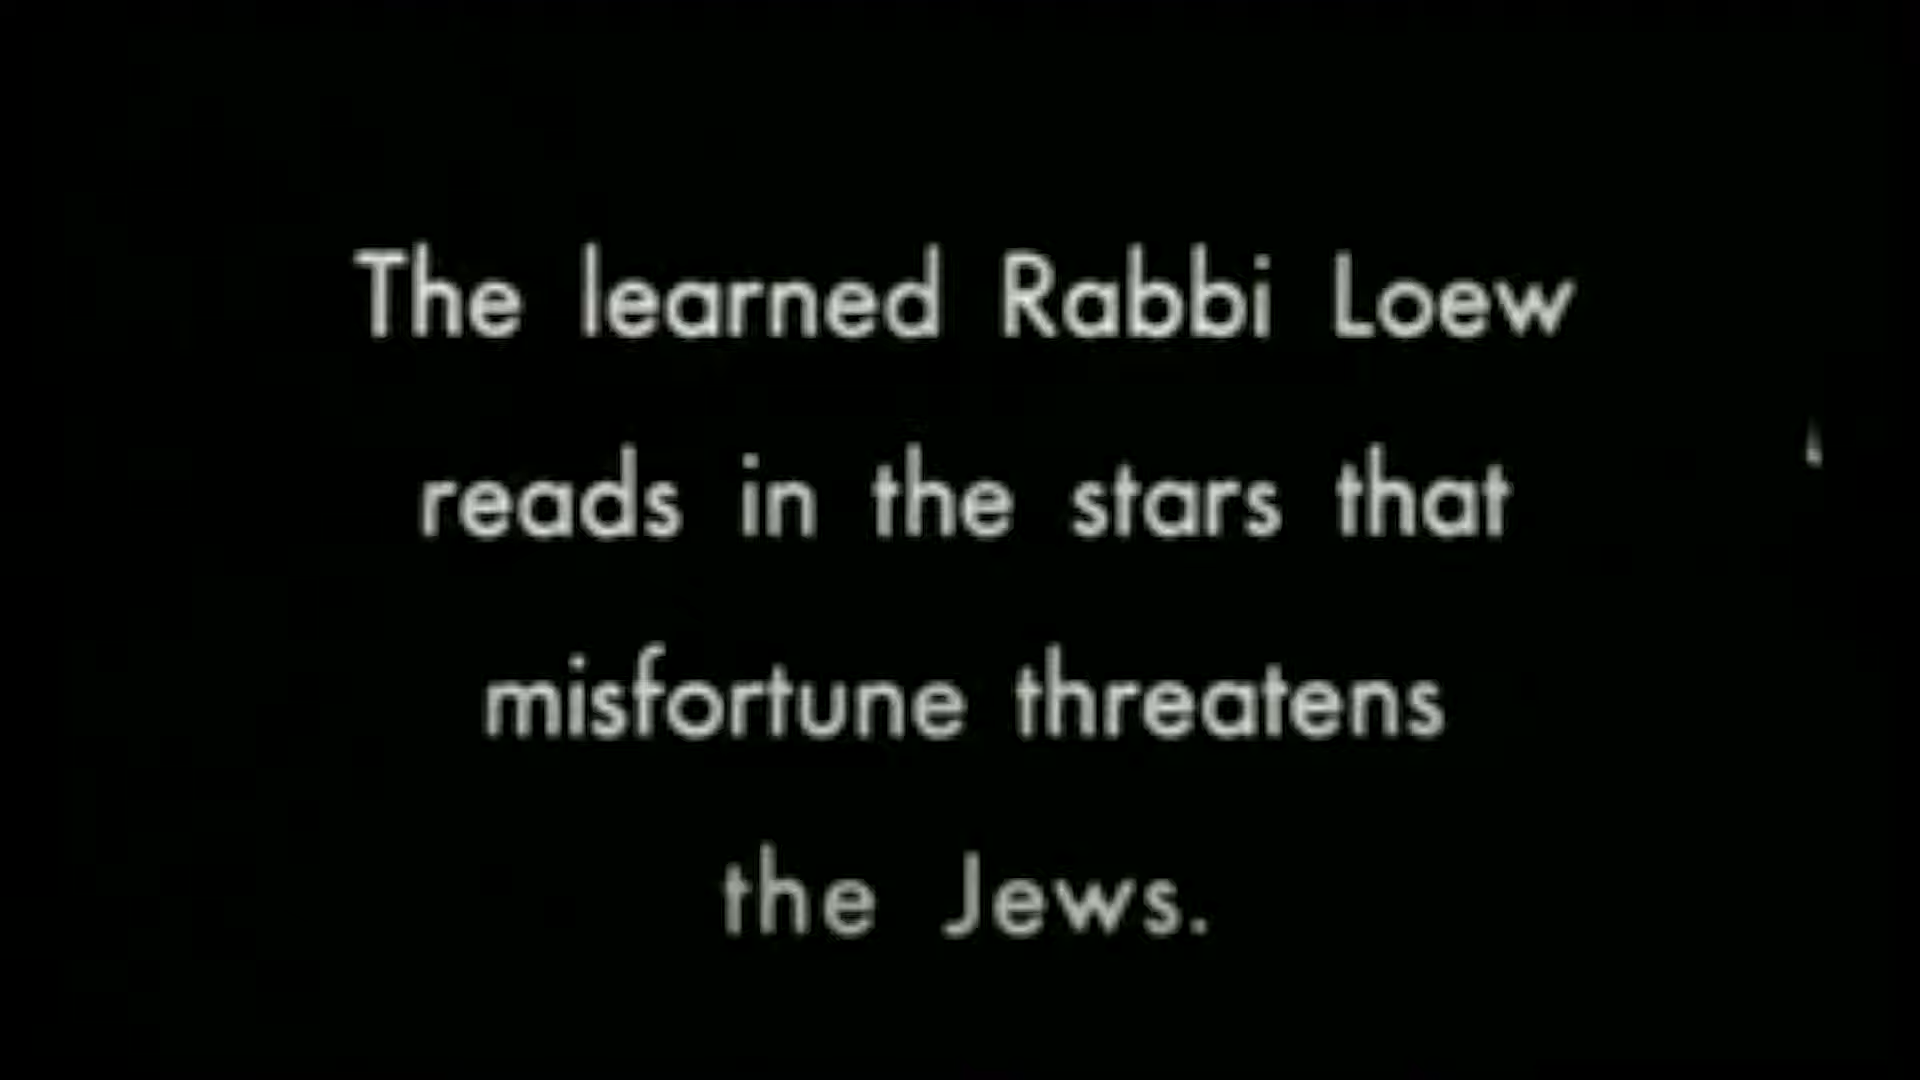 The learned Rabbi Loew
reads in the stars that
misfortune threatens
the Jews.